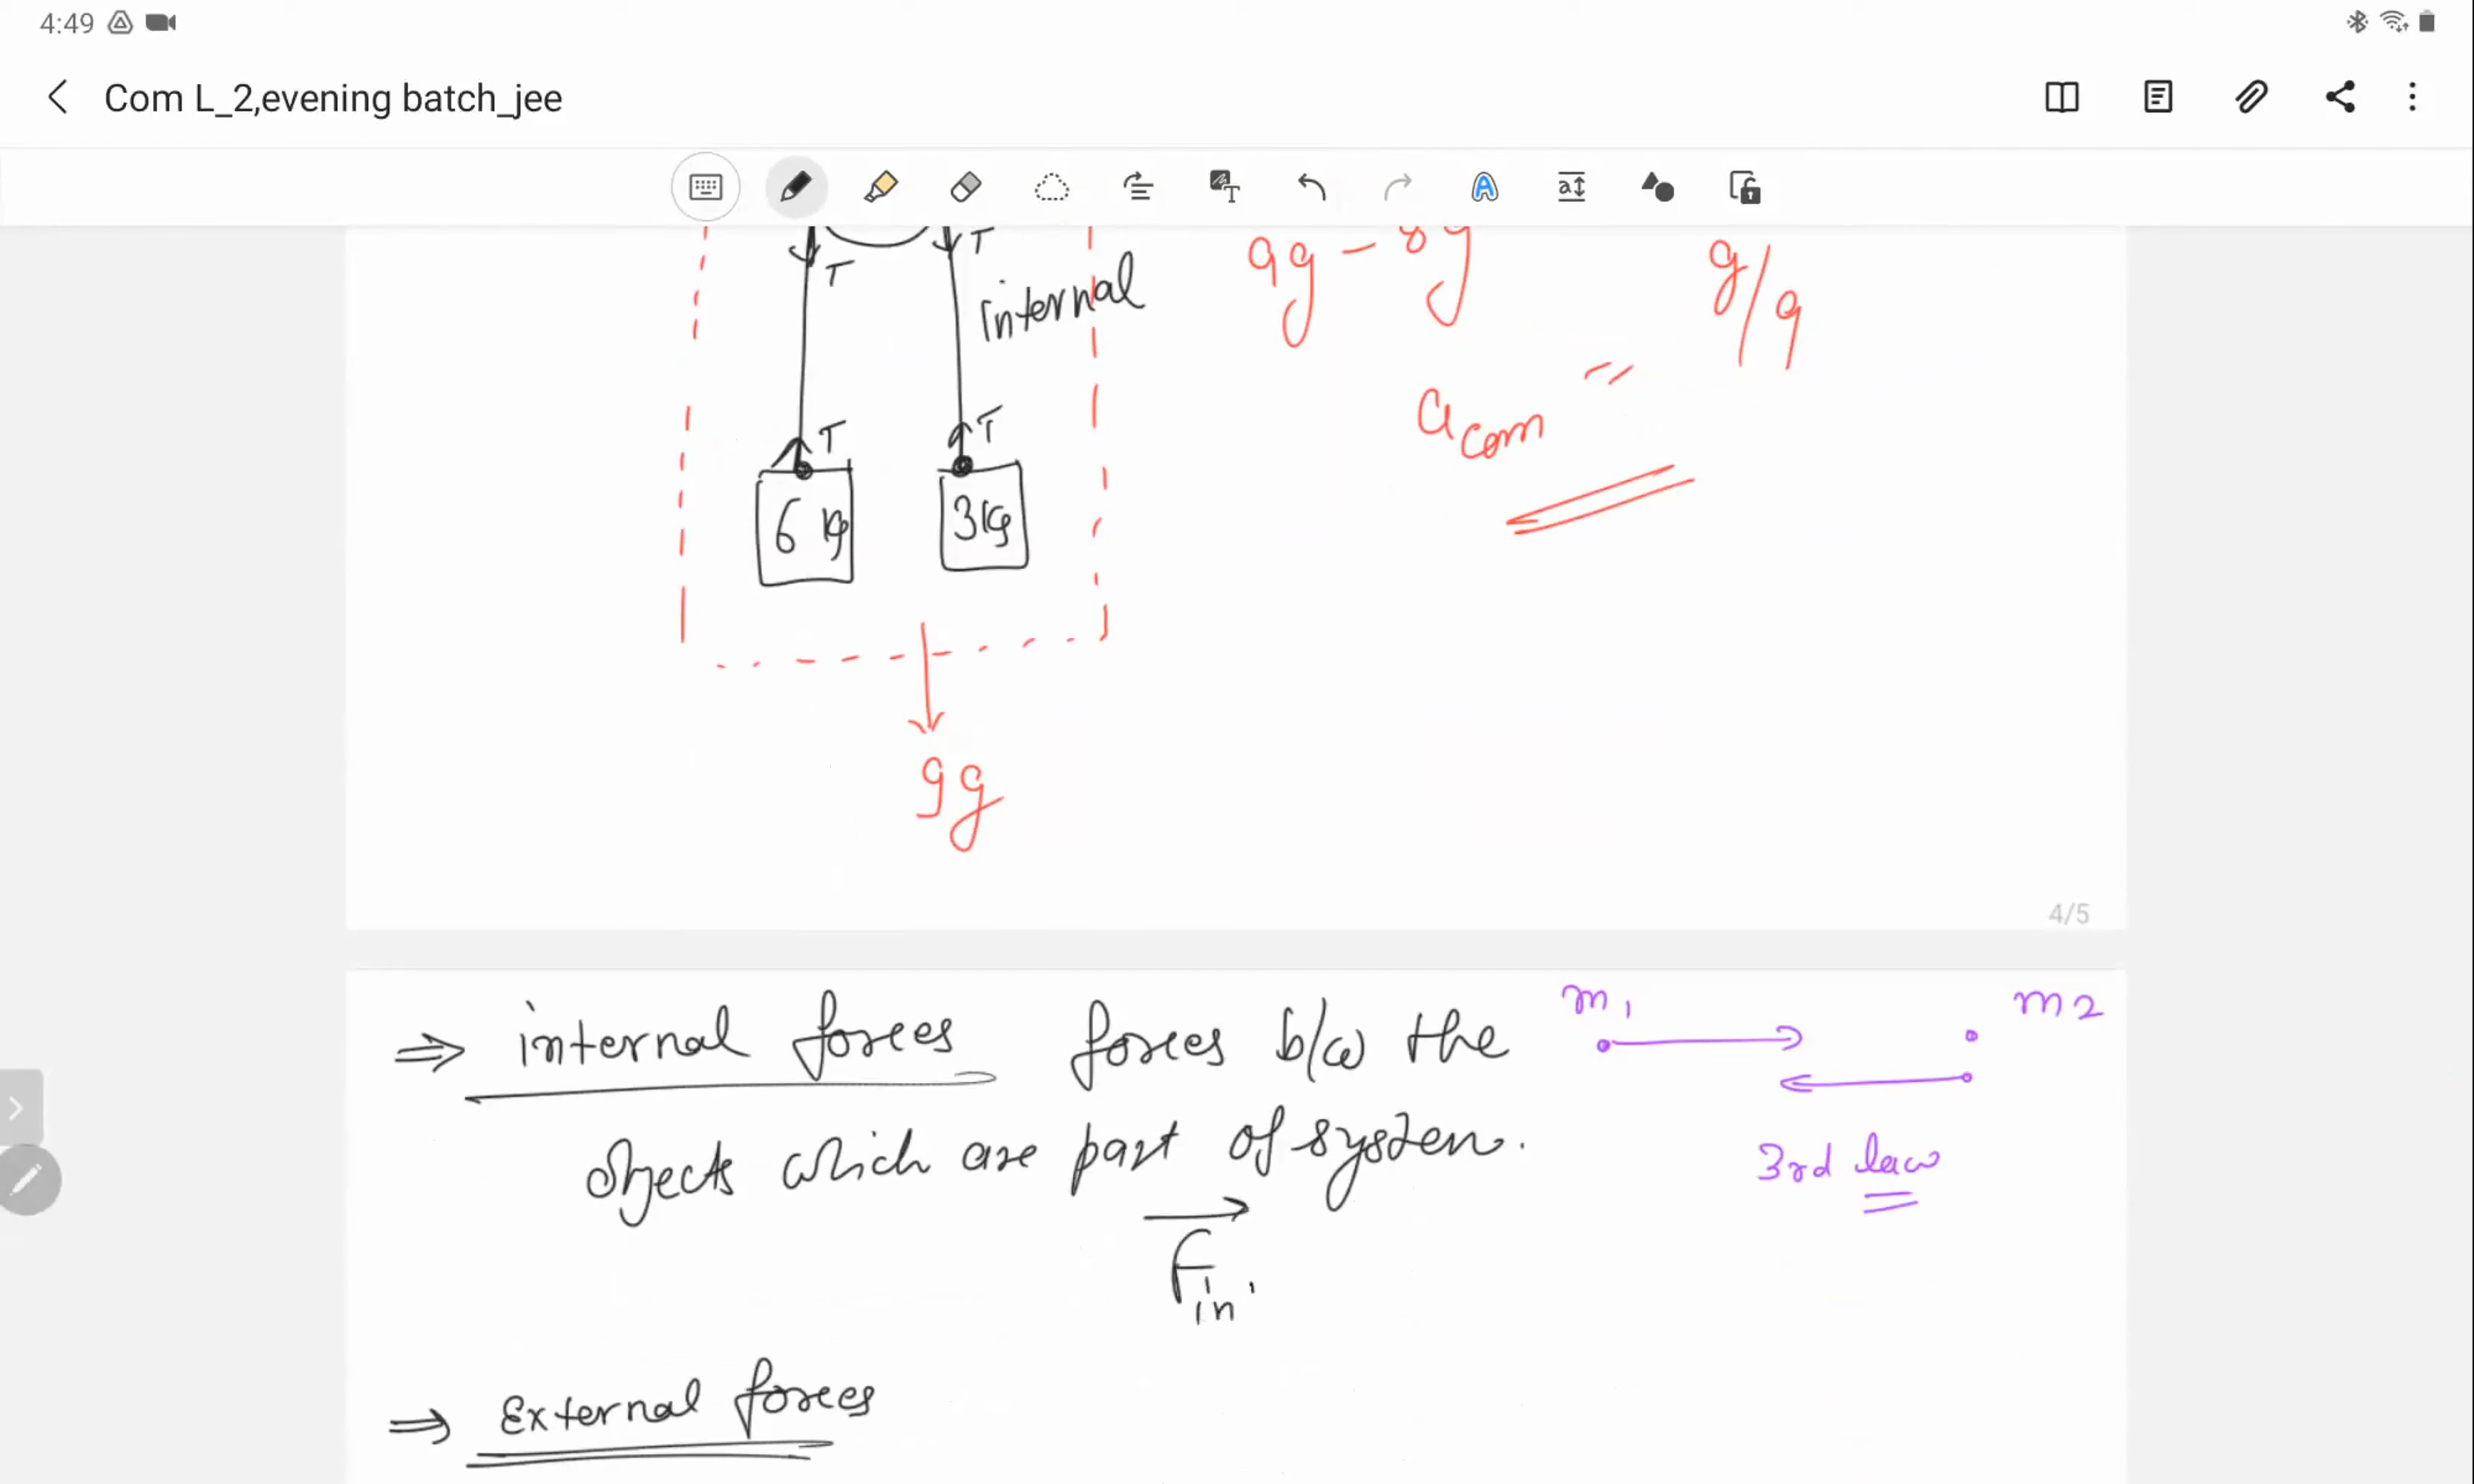 4:49
Com L_2,evening batch_jee
T T
internal
9g - 8g
g/9
a com =
T T
6 kg 3kg
9g
4/5
⇒ internal forces forces b/w the
objects which are part of system.
F in
m1 m2
3rd law
⇒ External forces